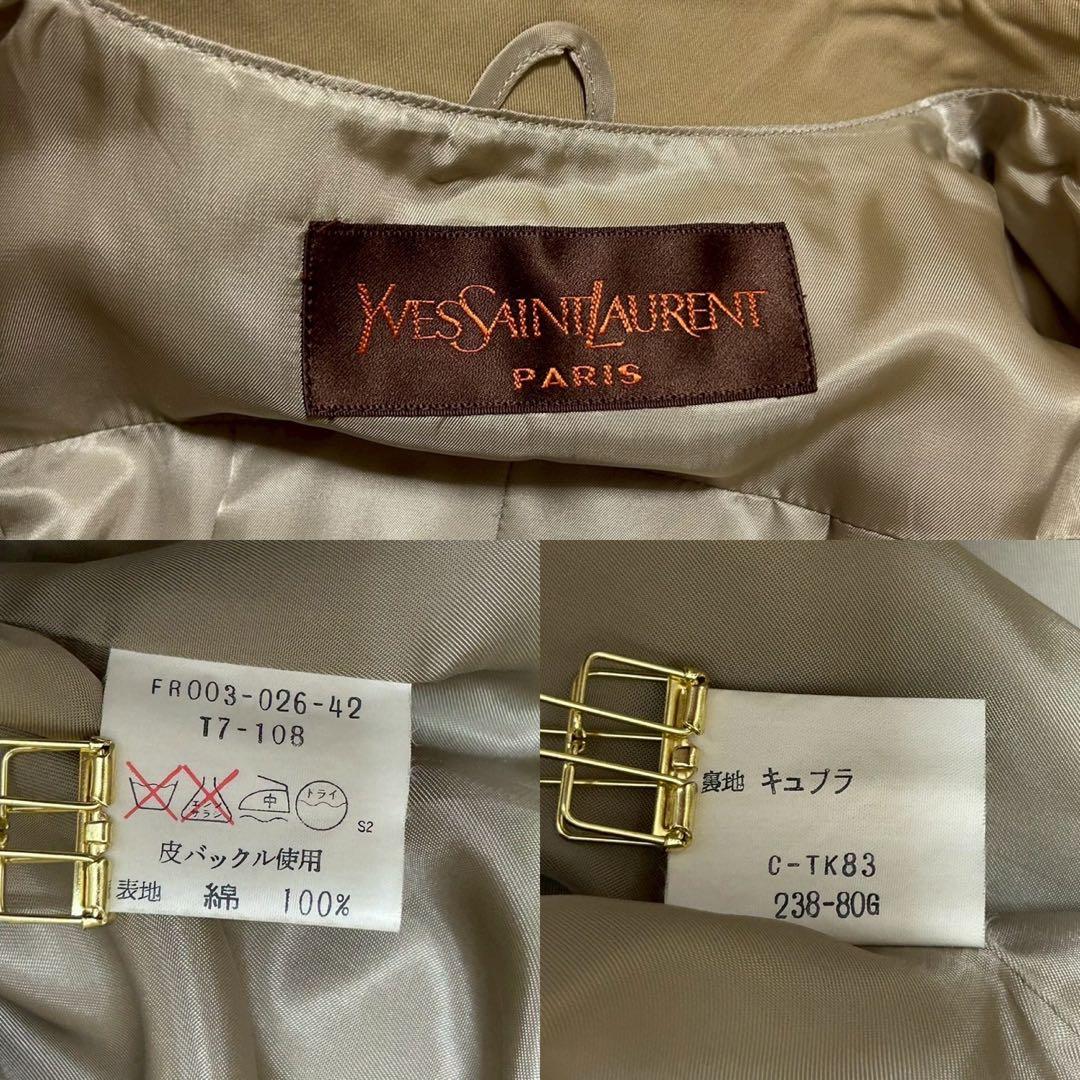 YVES SAINT LAURENT
PARIS
FR003-026-42
T7-108
エンソ
サラシ
中
ドライ
S2
皮バックル使用
表地 綿 100%
裏地 キュプラ
C-TK83
238-80G